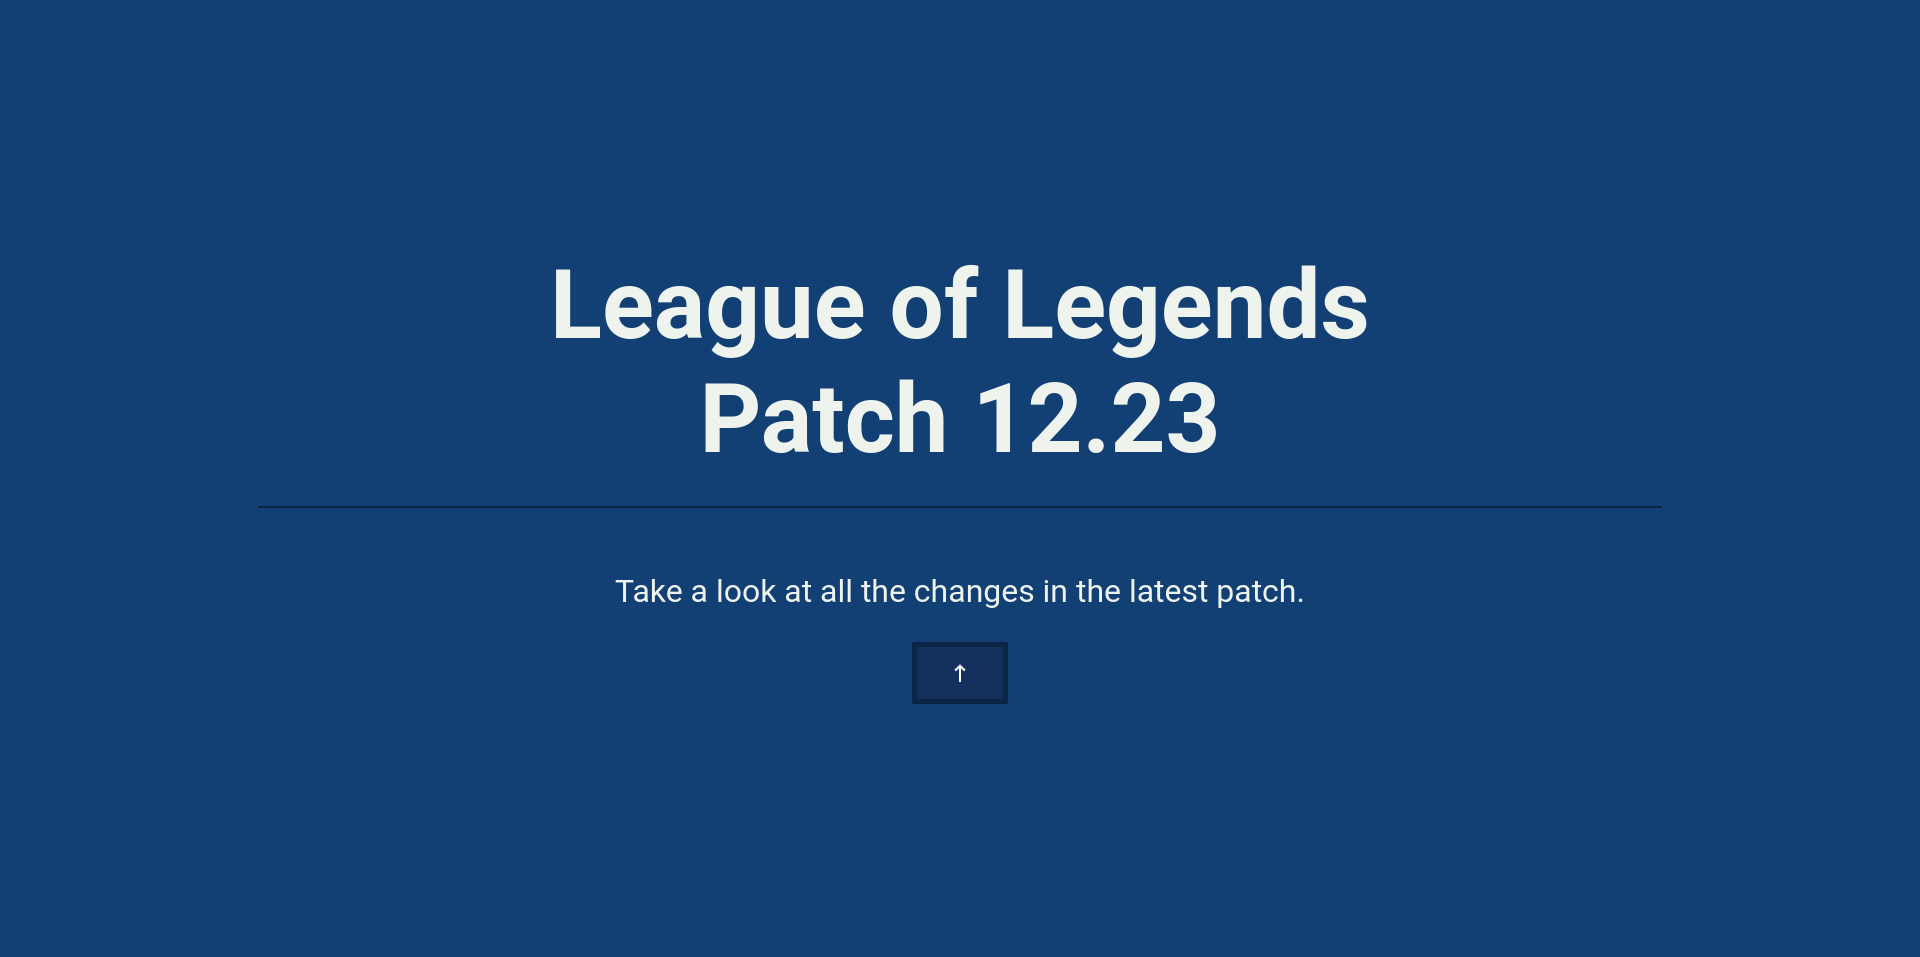 League of Legends
Patch 12.23
Take a look at all the changes in the latest patch.
↑